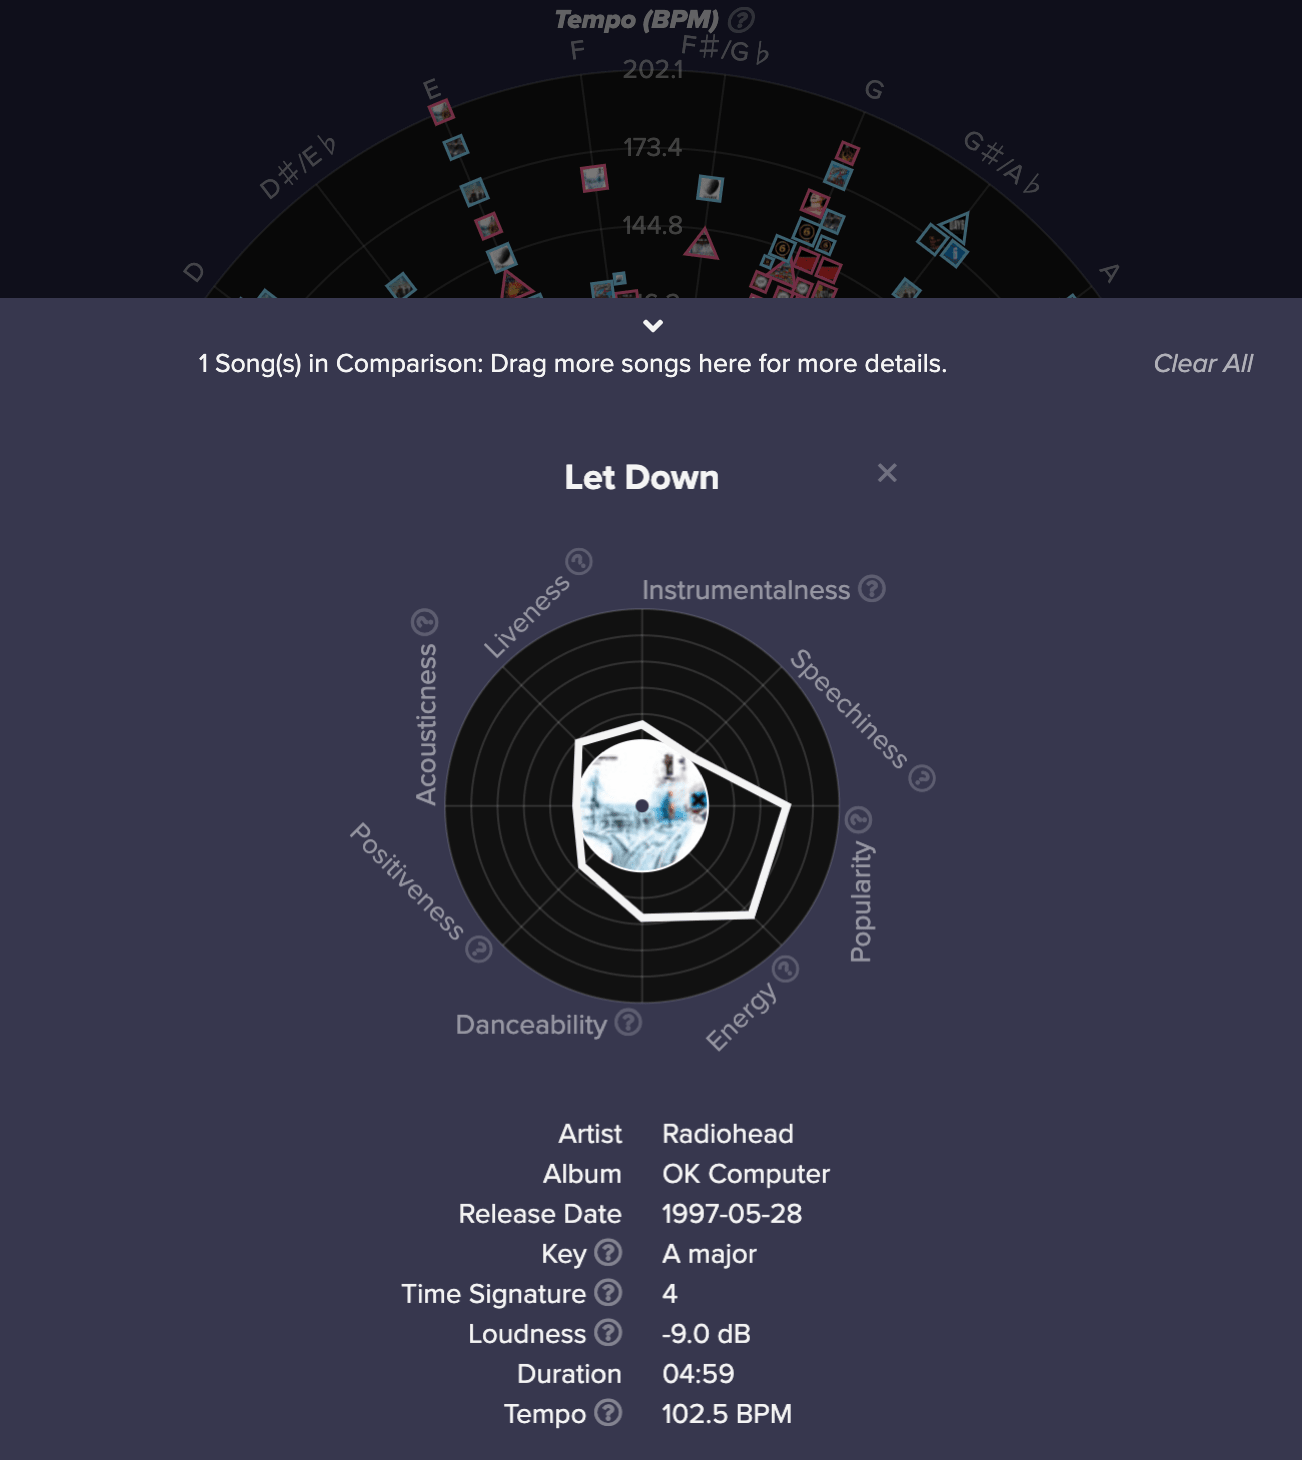 Tempo (BPM) ?
F
F#/G♭
202.1
E
G
D#/E♭
173.4
G#/A♭
144.8
D
A
1 Song(s) in Comparison: Drag more songs here for more details.
Clear All
Let Down
Liveness ?
Instrumentalness ?
Acousticness ?
Speechiness ?
Positiveness ?
Popularity ?
Danceability ?
Energy ?
Artist Radiohead
Album OK Computer
Release Date 1997-05-28
Key ? A major
Time Signature ? 4
Loudness ? -9.0 dB
Duration 04:59
Tempo ? 102.5 BPM